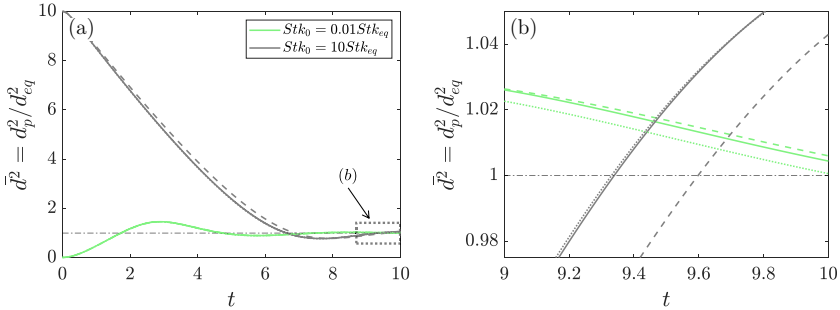 (a)
Stk₀ = 0.01Stk_eq
Stk₀ = 10Stk_eq
10
8
6
4
2
0
d̄² = d_p²/d_eq²
(b)
0
2
4
6
8
10
t
(b)
1.04
1.02
1
0.98
d̄² = d_p²/d_eq²
9
9.2
9.4
9.6
9.8
10
t